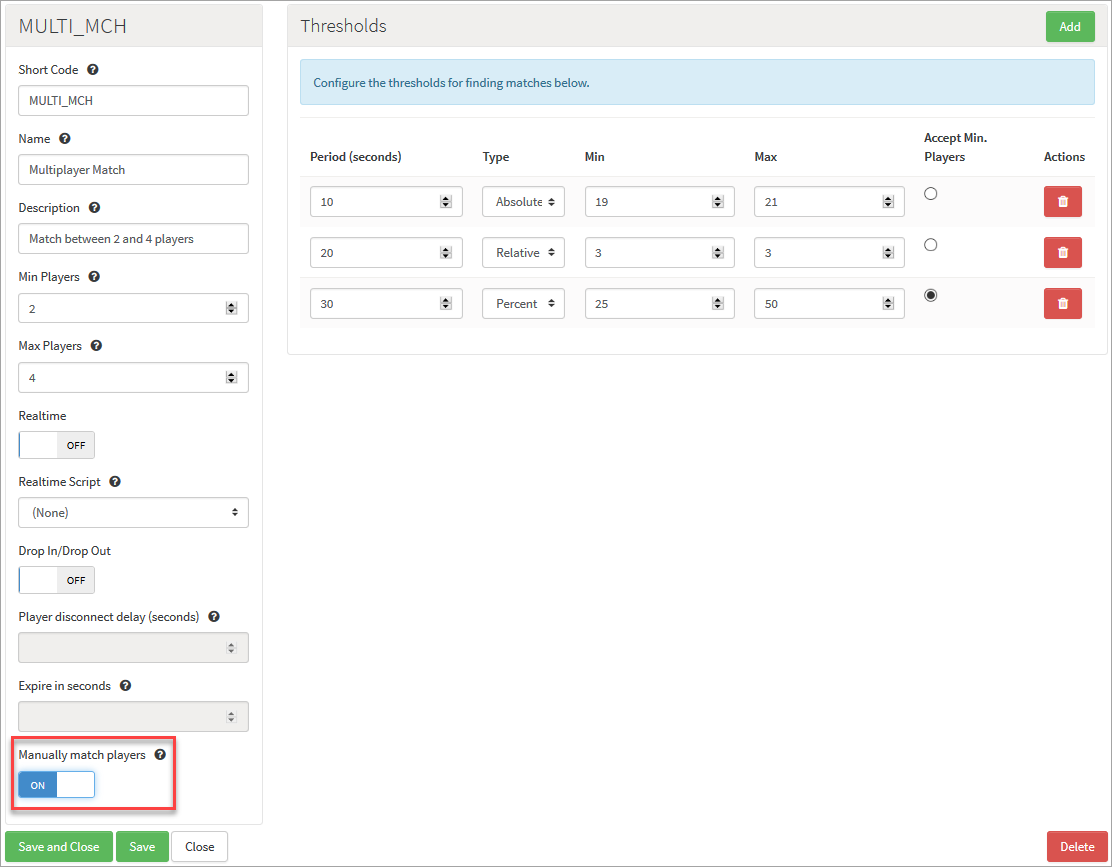 MULTI_MCH
Short Code
MULTI_MCH
Name
Multiplayer Match
Description
Match between 2 and 4 players
Min Players
2
Max Players
4
Realtime
OFF
Realtime Script
(None)
Drop In/Drop Out
OFF
Player disconnect delay (seconds)
Expire in seconds
Manually match players
ON
Save and Close Save Close
Thresholds Add
Configure the thresholds for finding matches below.
Period (seconds) Type Min Max Accept Min. Players Actions
10 Absolute 19 21
20 Relative 3 3
30 Percent 25 50
Delete